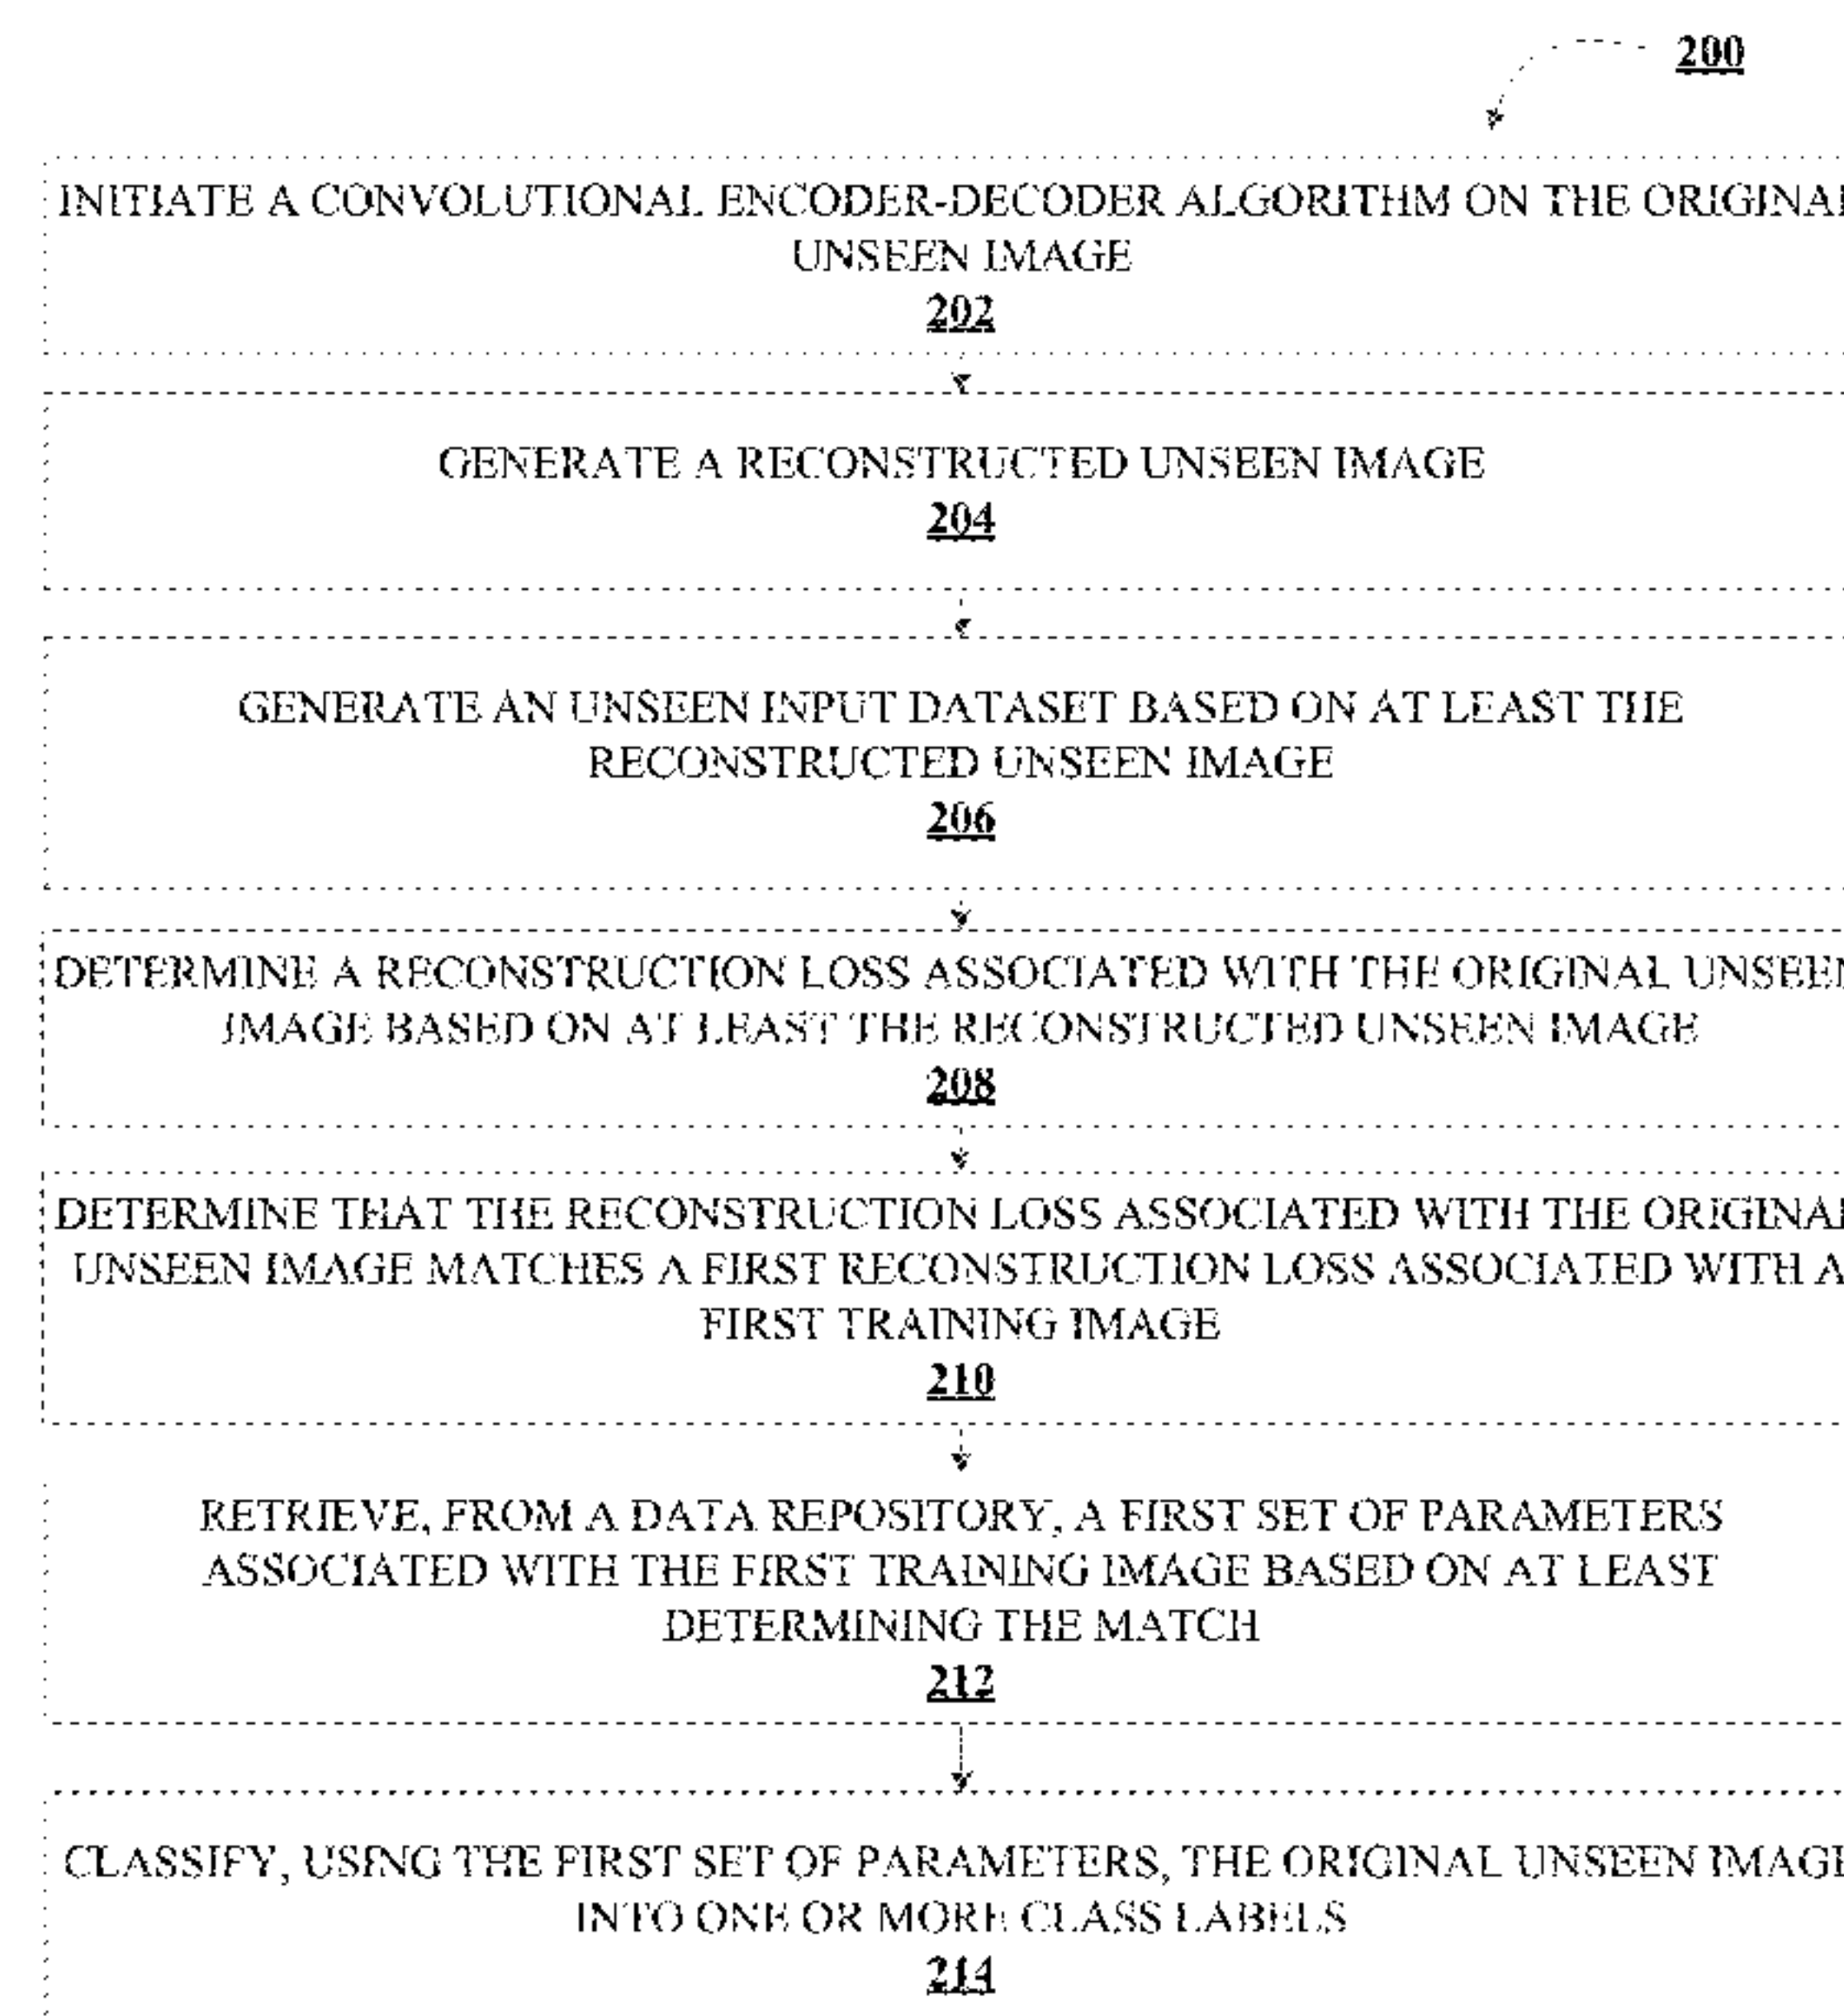 200
INITIATE A CONVOLUTIONAL ENCODER-DECODER ALGORITHM ON THE ORIGINAL
UNSEEN IMAGE
202
GENERATE A RECONSTRUCTED UNSEEN IMAGE
204
GENERATE AN UNSEEN INPUT DATASET BASED ON AT LEAST THE
RECONSTRUCTED UNSEEN IMAGE
206
DETERMINE A RECONSTRUCTION LOSS ASSOCIATED WITH THE ORIGINAL UNSEEN
IMAGE BASED ON AT LEAST THE RECONSTRUCTED UNSEEN IMAGE
208
DETERMINE THAT THE RECONSTRUCTION LOSS ASSOCIATED WITH THE ORIGINAL
UNSEEN IMAGE MATCHES A FIRST RECONSTRUCTION LOSS ASSOCIATED WITH A
FIRST TRAINING IMAGE
210
RETRIEVE, FROM A DATA REPOSITORY, A FIRST SET OF PARAMETERS
ASSOCIATED WITH THE FIRST TRAINING IMAGE BASED ON AT LEAST
DETERMINING THE MATCH
212
CLASSIFY, USING THE FIRST SET OF PARAMETERS, THE ORIGINAL UNSEEN IMAGE
INTO ONE OR MORE CLASS LABELS
214